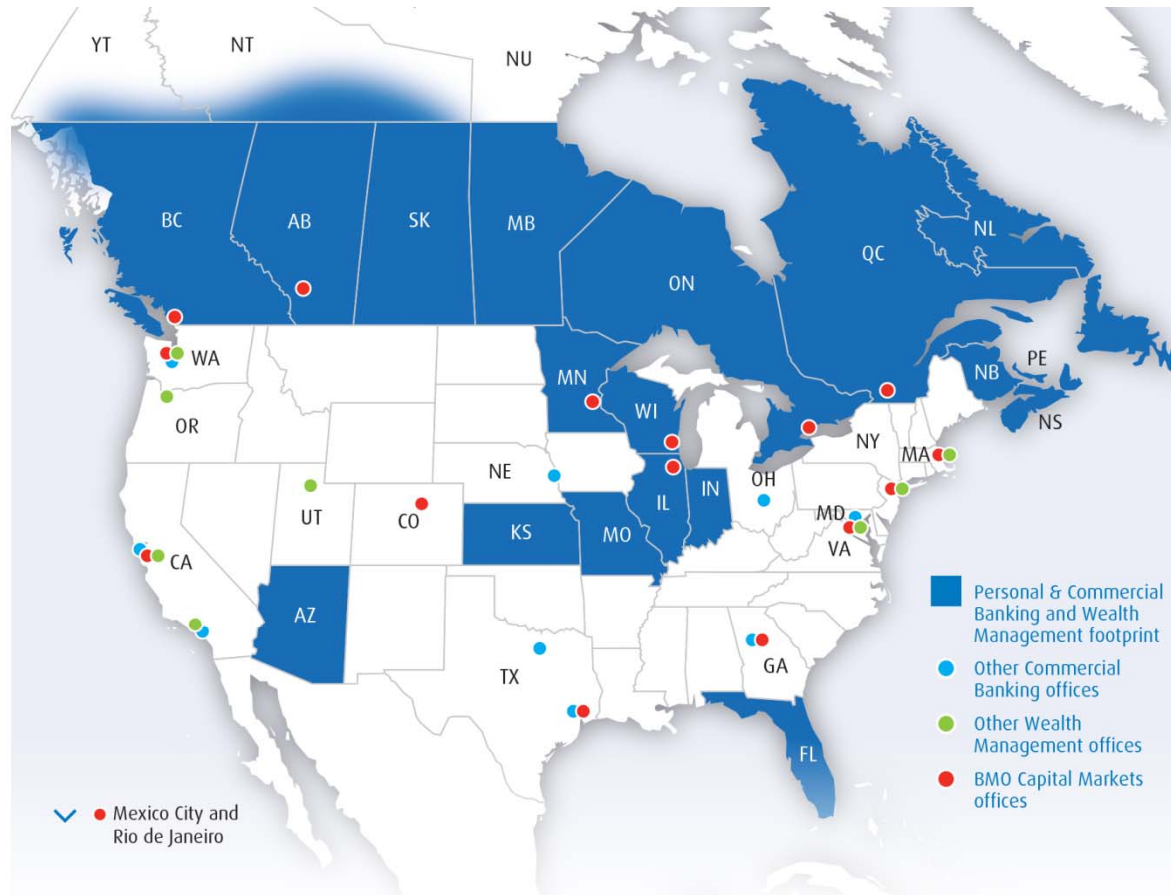 YT
NT
NU
BC
AB
SK
MB
ON
QC
NL
NB
PE
NS
WA
OR
MN
WI
NY
MA
NE
IL
IN
OH
MD
VA
UT
CO
KS
MO
CA
AZ
TX
GA
FL
Personal & Commercial
Banking and Wealth
Management footprint
Other Commercial
Banking offices
Other Wealth
Management offices
BMO Capital Markets
offices
Mexico City and
Rio de Janeiro